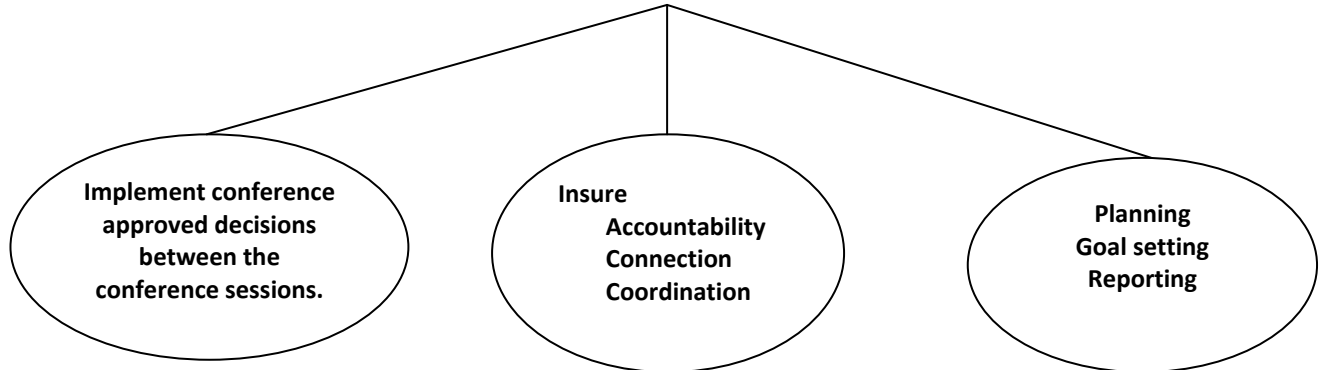 Implement conference
approved decisions
between the
conference sessions.
Insure
Accountability
Connection
Coordination
Planning
Goal setting
Reporting